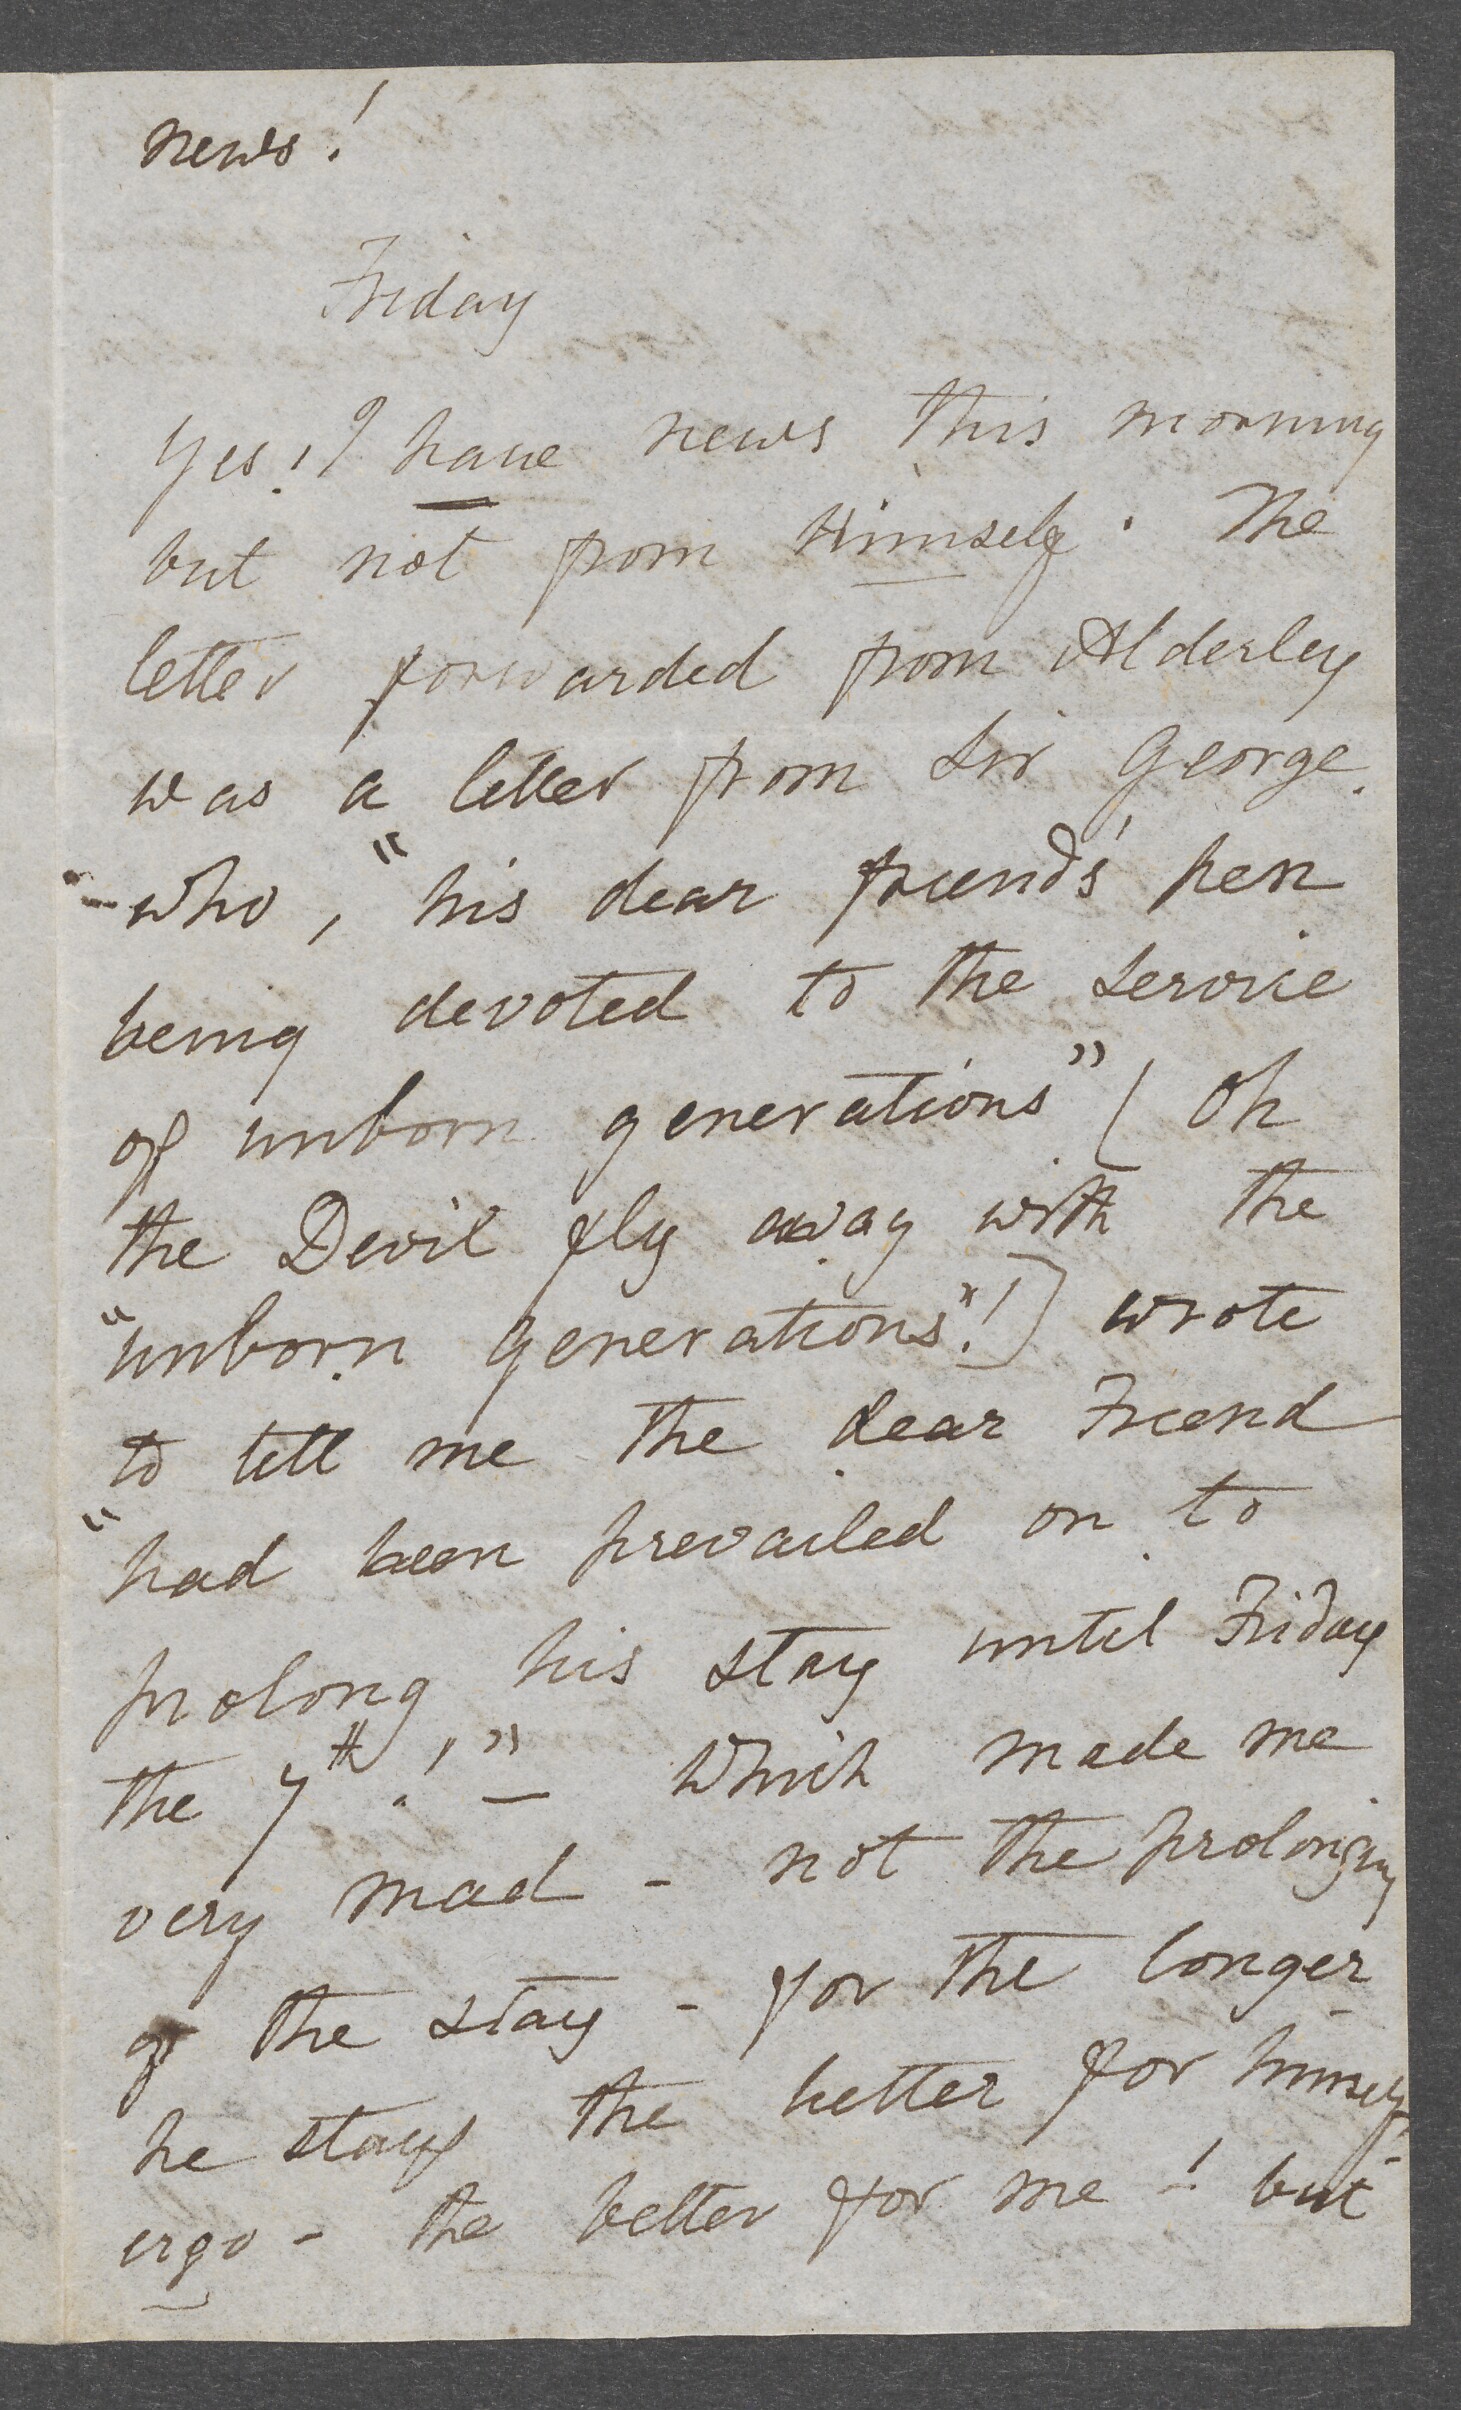 news!
Friday
Yes! I have news this morning
but not from Himself. The
letter forwarded from Alderley
was a letter from Sir George.
– who, "his dear friend's pen
being devoted to the service
of unborn generations" (Oh
the Devil fly away with the
"unborn generations"!) wrote
to tell me the dear Friend
"had been prevailed on to
prolong his stay until Friday
the 7th!" – Which made me
very mad – not the prolonging
of the stay – for the longer
he stays the better for himself –
ergo – the better for me –! but